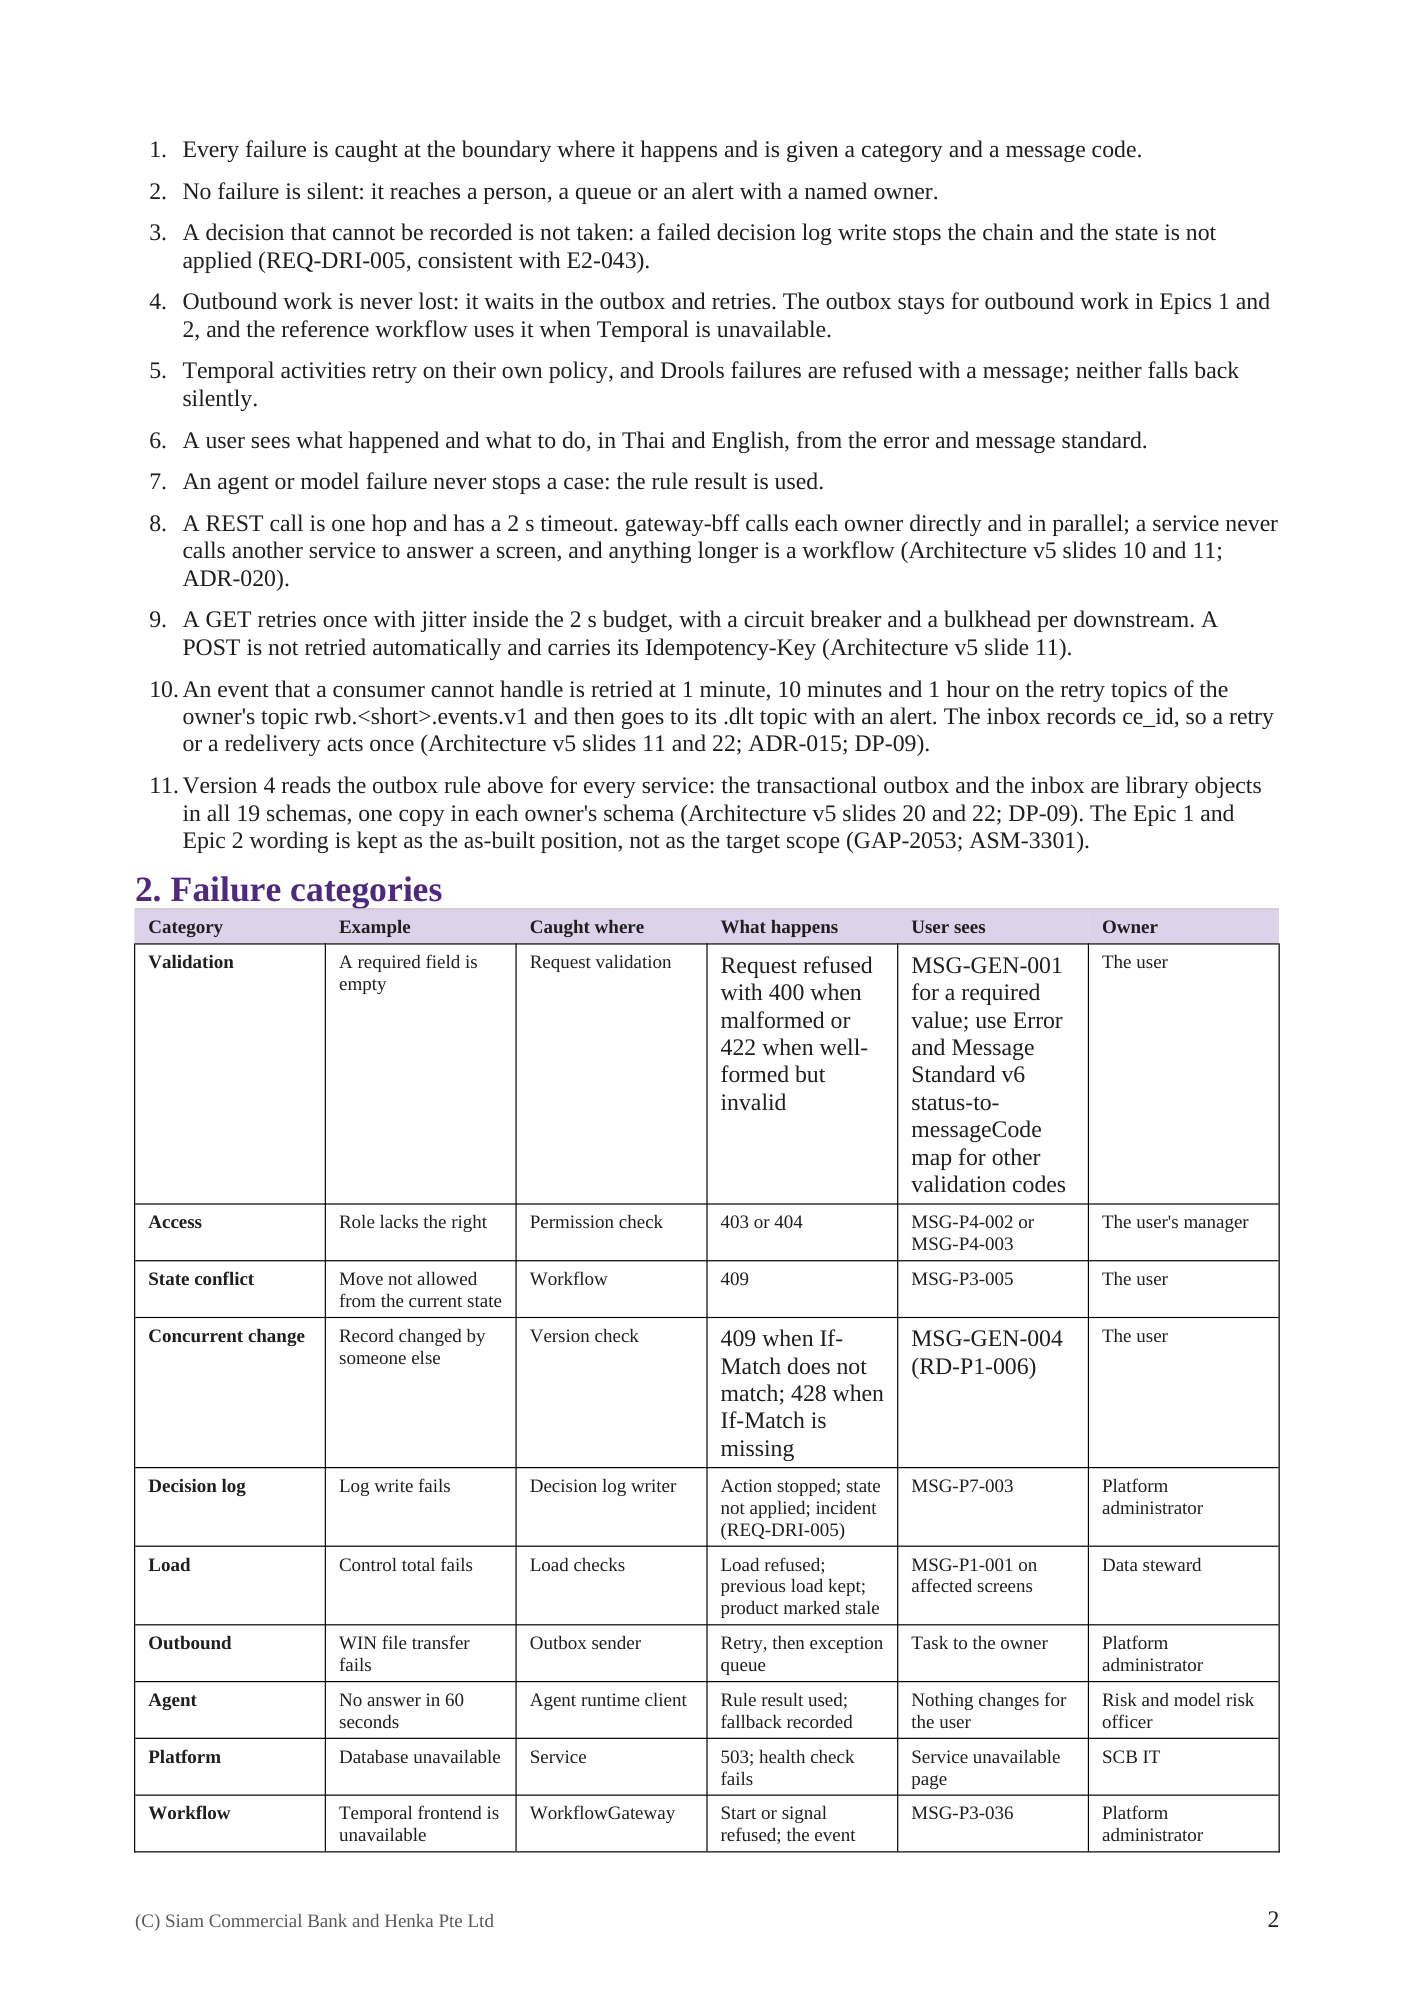 1. Every failure is caught at the boundary where it happens and is given a category and a message code.
2. No failure is silent: it reaches a person, a queue or an alert with a named owner.
3. A decision that cannot be recorded is not taken: a failed decision log write stops the chain and the state is not
applied (REQ-DRI-005, consistent with E2-043).
4. Outbound work is never lost: it waits in the outbox and retries. The outbox stays for outbound work in Epics 1 and
2, and the reference workflow uses it when Temporal is unavailable.
5. Temporal activities retry on their own policy, and Drools failures are refused with a message; neither falls back
silently.
6. A user sees what happened and what to do, in Thai and English, from the error and message standard.
7. An agent or model failure never stops a case: the rule result is used.
8. A REST call is one hop and has a 2 s timeout. gateway-bff calls each owner directly and in parallel; a service never
calls another service to answer a screen, and anything longer is a workflow (Architecture v5 slides 10 and 11;
ADR-020).
9. A GET retries once with jitter inside the 2 s budget, with a circuit breaker and a bulkhead per downstream. A
POST is not retried automatically and carries its Idempotency-Key (Architecture v5 slide 11).
10. An event that a consumer cannot handle is retried at 1 minute, 10 minutes and 1 hour on the retry topics of the
owner's topic rwb.<short>.events.v1 and then goes to its .dlt topic with an alert. The inbox records ce_id, so a retry
or a redelivery acts once (Architecture v5 slides 11 and 22; ADR-015; DP-09).
11. Version 4 reads the outbox rule above for every service: the transactional outbox and the inbox are library objects
in all 19 schemas, one copy in each owner's schema (Architecture v5 slides 20 and 22; DP-09). The Epic 1 and
Epic 2 wording is kept as the as-built position, not as the target scope (GAP-2053; ASM-3301).
2. Failure categories
Category
Example
Caught where
What happens
User sees
Owner
Validation
A required field is
empty
Request validation
Request refused
with 400 when
malformed or
422 when well-
formed but
invalid
MSG-GEN-001
for a required
value; use Error
and Message
Standard v6
status-to-
messageCode
map for other
validation codes
The user
Access
Role lacks the right
Permission check
403 or 404
MSG-P4-002 or
MSG-P4-003
The user's manager
State conflict
Move not allowed
from the current state
Workflow
409
MSG-P3-005
The user
Concurrent change
Record changed by
someone else
Version check
409 when If-
Match does not
match; 428 when
If-Match is
missing
MSG-GEN-004
(RD-P1-006)
The user
Decision log
Log write fails
Decision log writer
Action stopped; state
not applied; incident
(REQ-DRI-005)
MSG-P7-003
Platform
administrator
Load
Control total fails
Load checks
Load refused;
previous load kept;
product marked stale
MSG-P1-001 on
affected screens
Data steward
Outbound
WIN file transfer
fails
Outbox sender
Retry, then exception
queue
Task to the owner
Platform
administrator
Agent
No answer in 60
seconds
Agent runtime client
Rule result used;
fallback recorded
Nothing changes for
the user
Risk and model risk
officer
Platform
Database unavailable
Service
503; health check
fails
Service unavailable
page
SCB IT
Workflow
Temporal frontend is
unavailable
WorkflowGateway
Start or signal
refused; the event
MSG-P3-036
Platform
administrator
(C) Siam Commercial Bank and Henka Pte Ltd
2